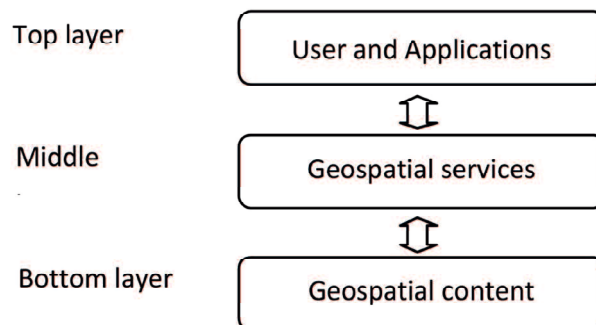 Top layer
User and Applications
Middle
Geospatial services
Bottom layer
Geospatial content